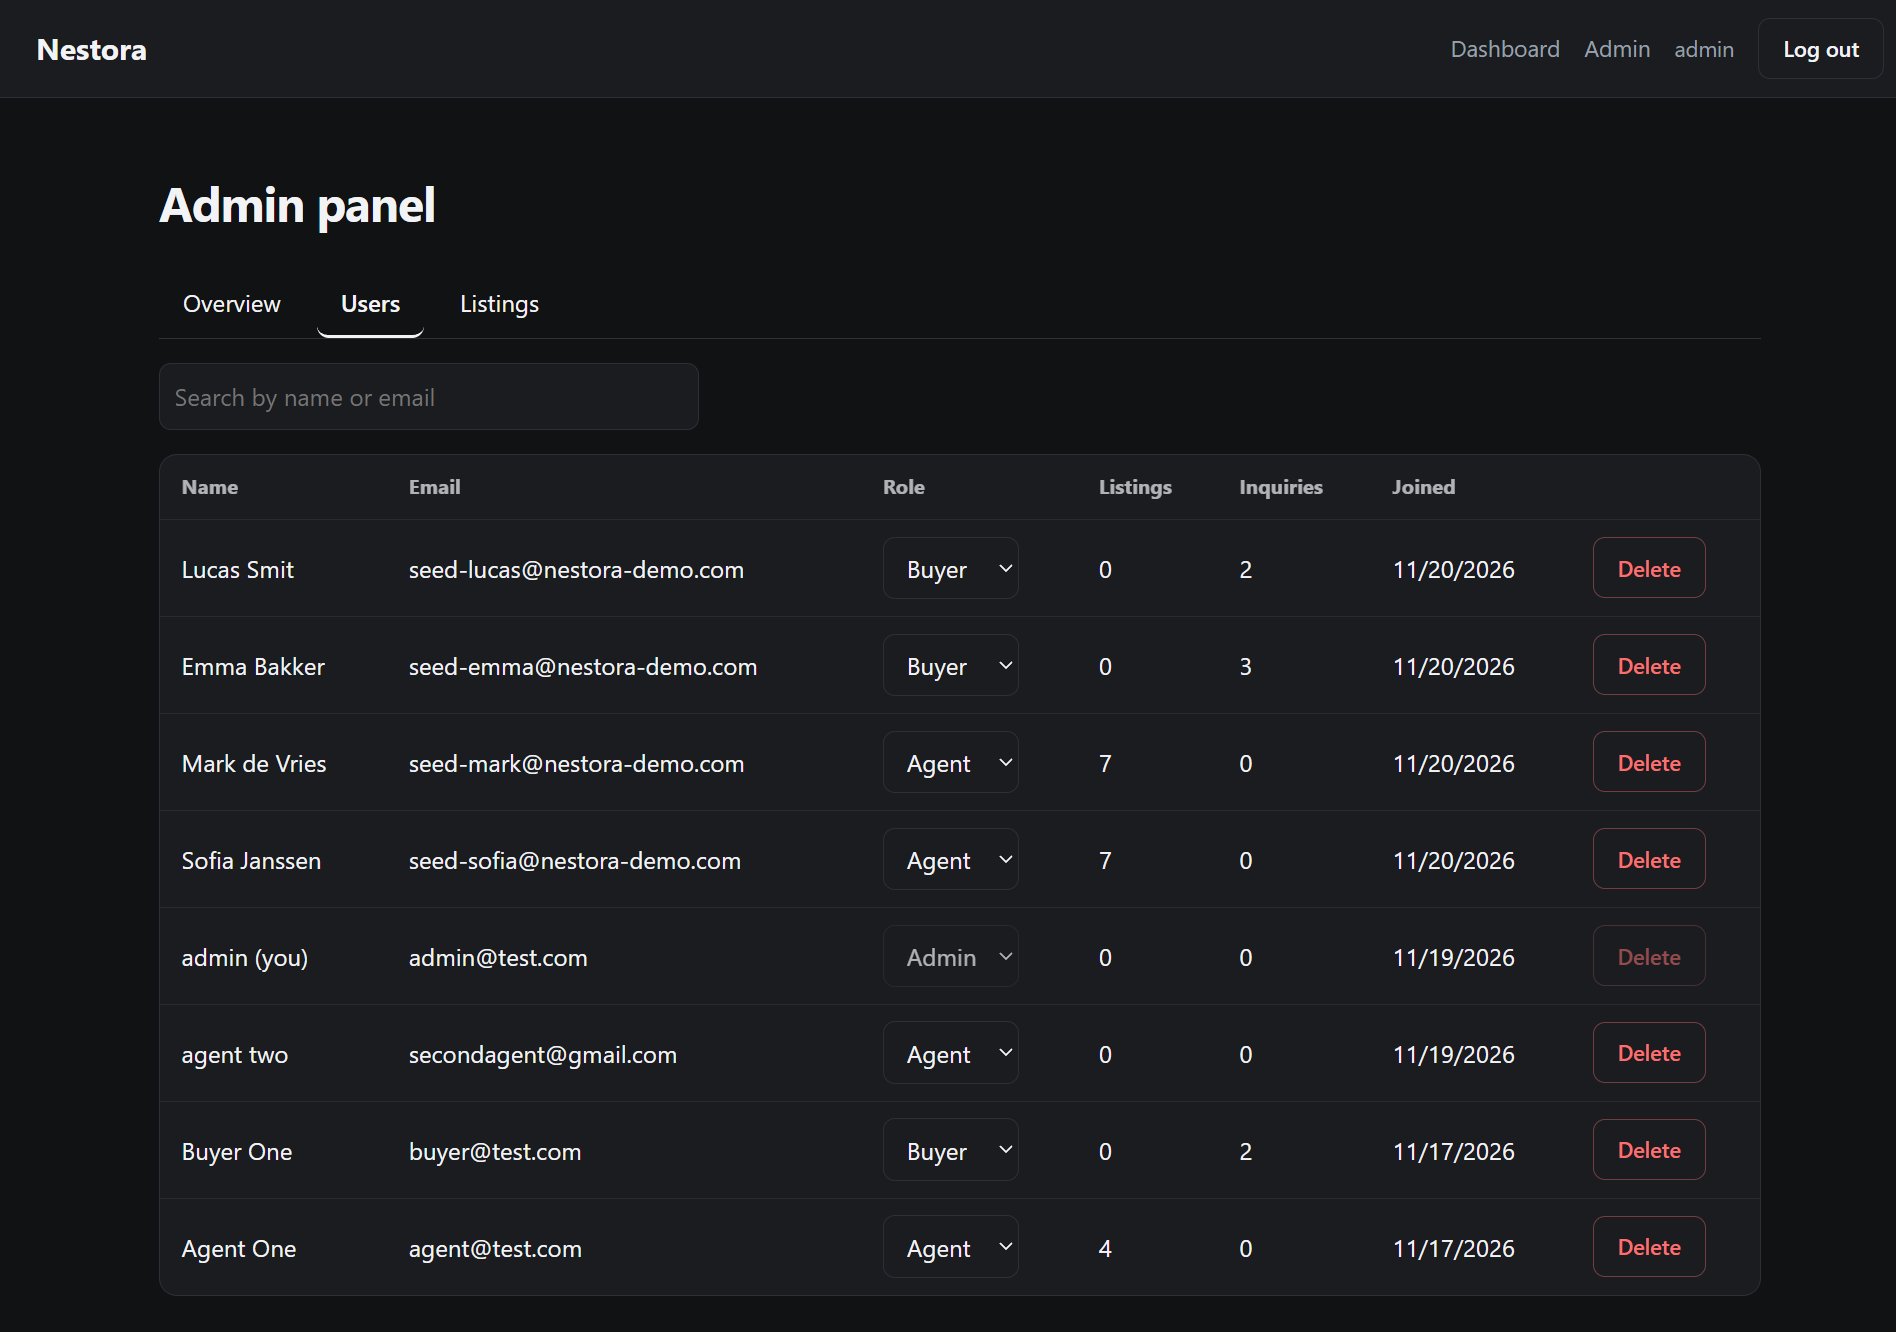 Nestora Dashboard Admin admin Log out
Admin panel
Overview Users Listings
Search by name or email
Name Email Role Listings Inquiries Joined
Lucas Smit seed-lucas@nestora-demo.com Buyer 0 2 11/20/2026 Delete
Emma Bakker seed-emma@nestora-demo.com Buyer 0 3 11/20/2026 Delete
Mark de Vries seed-mark@nestora-demo.com Agent 7 0 11/20/2026 Delete
Sofia Janssen seed-sofia@nestora-demo.com Agent 7 0 11/20/2026 Delete
admin (you) admin@test.com Admin 0 0 11/19/2026 Delete
agent two secondagent@gmail.com Agent 0 0 11/19/2026 Delete
Buyer One buyer@test.com Buyer 0 2 11/17/2026 Delete
Agent One agent@test.com Agent 4 0 11/17/2026 Delete